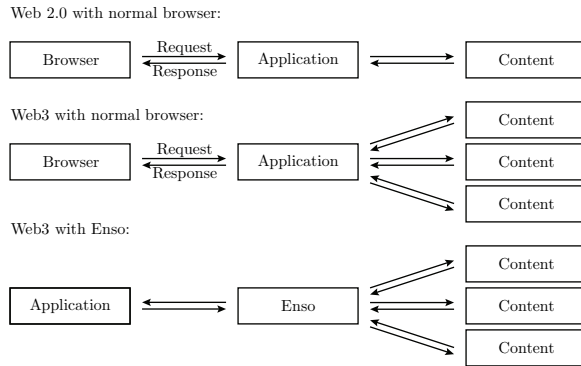 Web 2.0 with normal browser:
Browser
Request
Response
Application
Content
Web3 with normal browser:
Content
Browser
Request
Response
Application
Content
Content
Web3 with Enso:
Content
Application
Enso
Content
Content